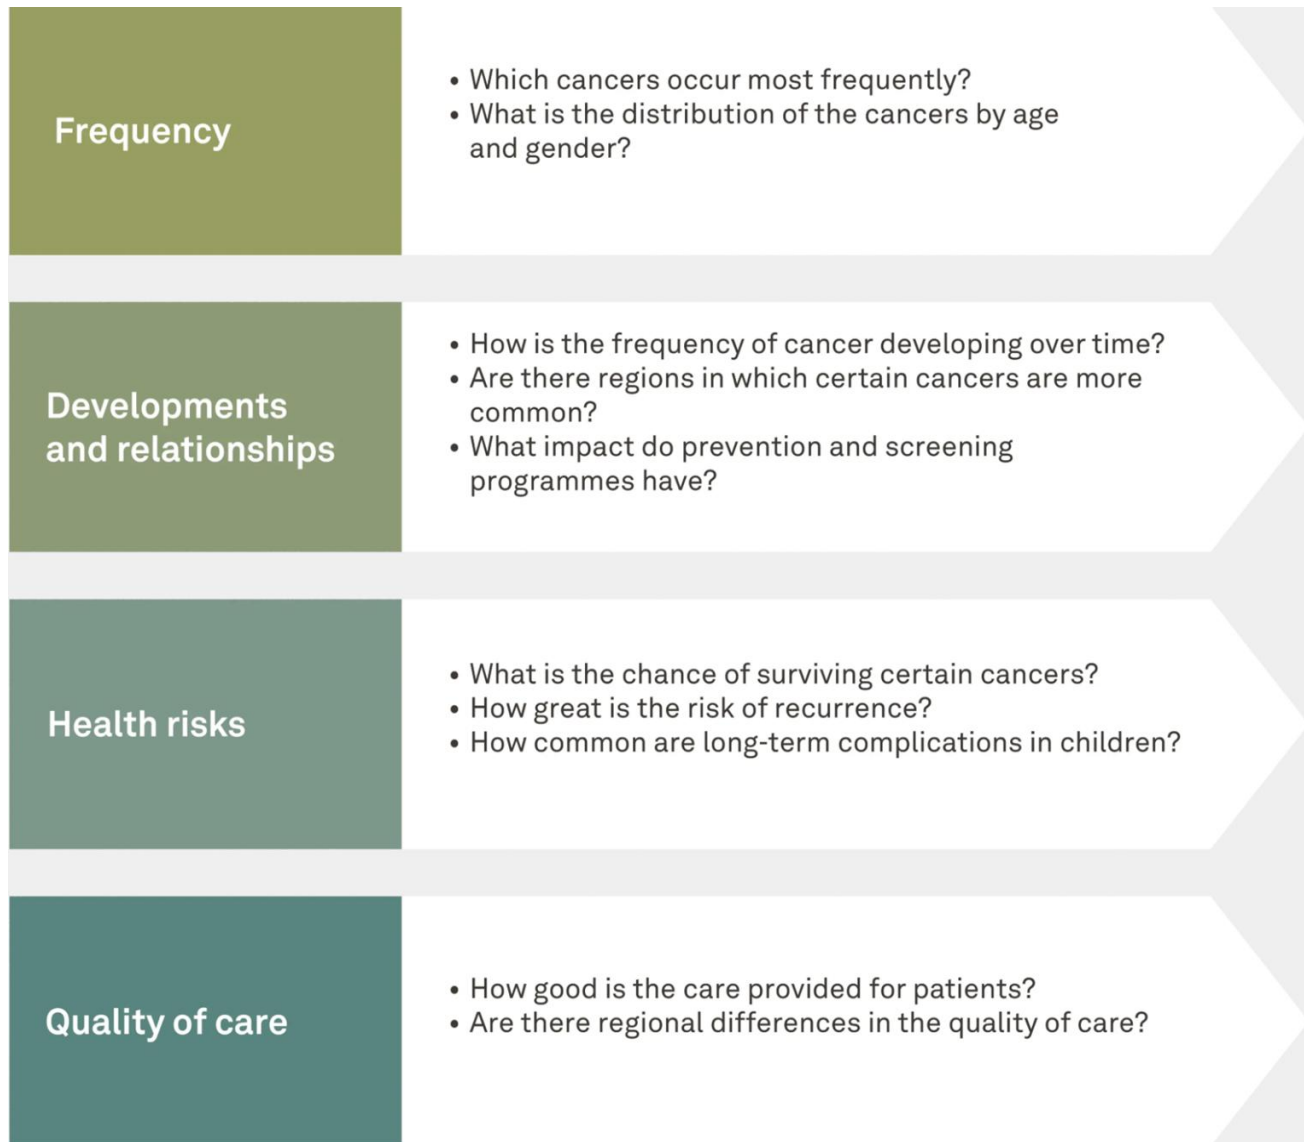 Frequency
• Which cancers occur most frequently?
• What is the distribution of the cancers by age
and gender?
Developments
and relationships
• How is the frequency of cancer developing over time?
• Are there regions in which certain cancers are more
common?
• What impact do prevention and screening
programmes have?
Health risks
• What is the chance of surviving certain cancers?
• How great is the risk of recurrence?
• How common are long-term complications in children?
Quality of care
• How good is the care provided for patients?
• Are there regional differences in the quality of care?